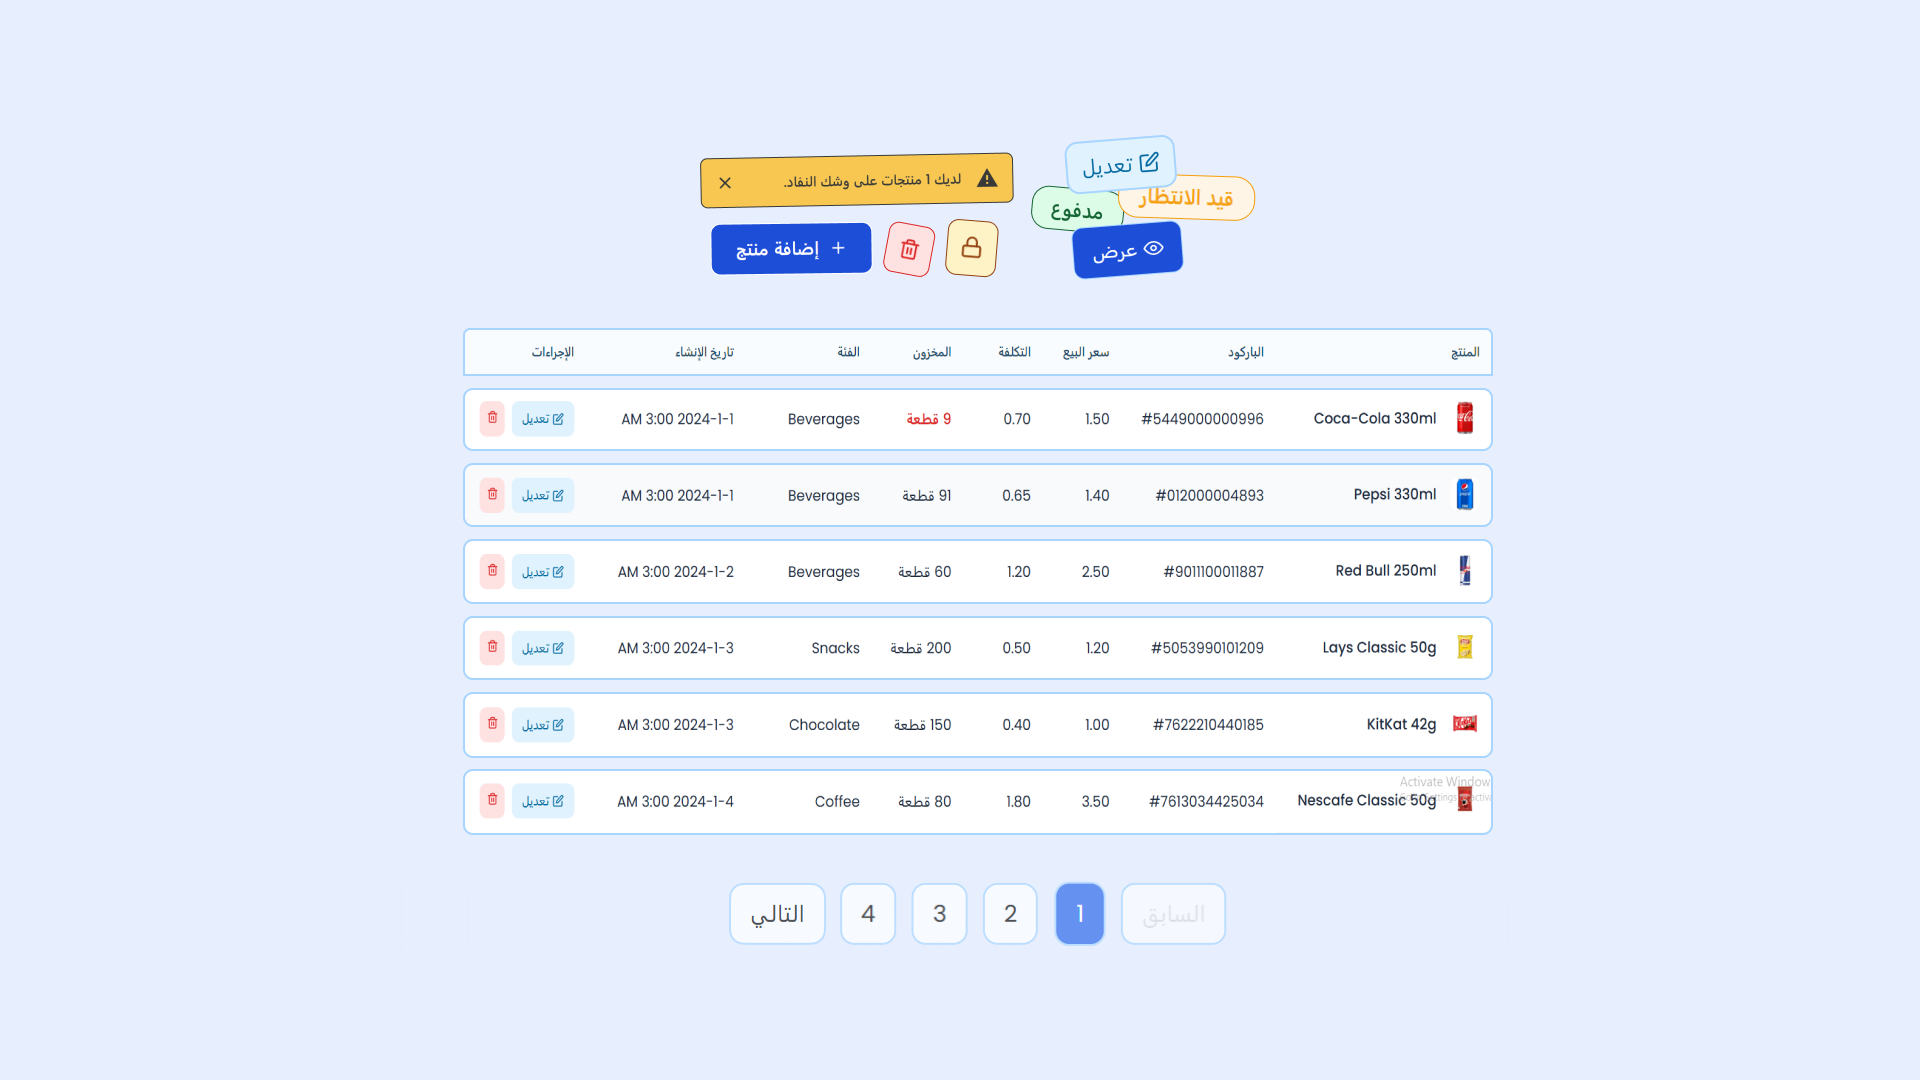 تعديل
قيد الانتظار
مدفوع
عرض
لديك 1 منتجات على وشك النفاد.
إضافة منتج
المنتج الباركود سعر البيع التكلفة المخزون الفئة تاريخ الإنشاء الإجراءات
Coca-Cola 330ml #5449000000996 1.50 0.70 9 قطعة Beverages 2024-1-1 3:00 AM تعديل
Pepsi 330ml #012000004893 1.40 0.65 91 قطعة Beverages 2024-1-1 3:00 AM تعديل
Red Bull 250ml #9011100011887 2.50 1.20 60 قطعة Beverages 2024-1-2 3:00 AM تعديل
Lays Classic 50g #5053990101209 1.20 0.50 200 قطعة Snacks 2024-1-3 3:00 AM تعديل
KitKat 42g #7622210440185 1.00 0.40 150 قطعة Chocolate 2024-1-3 3:00 AM تعديل
Activate Window
Nescafe Classic 50g #7613034425034 3.50 1.80 80 قطعة Coffee 2024-1-4 3:00 AM تعديل
السابق 1 2 3 4 التالي